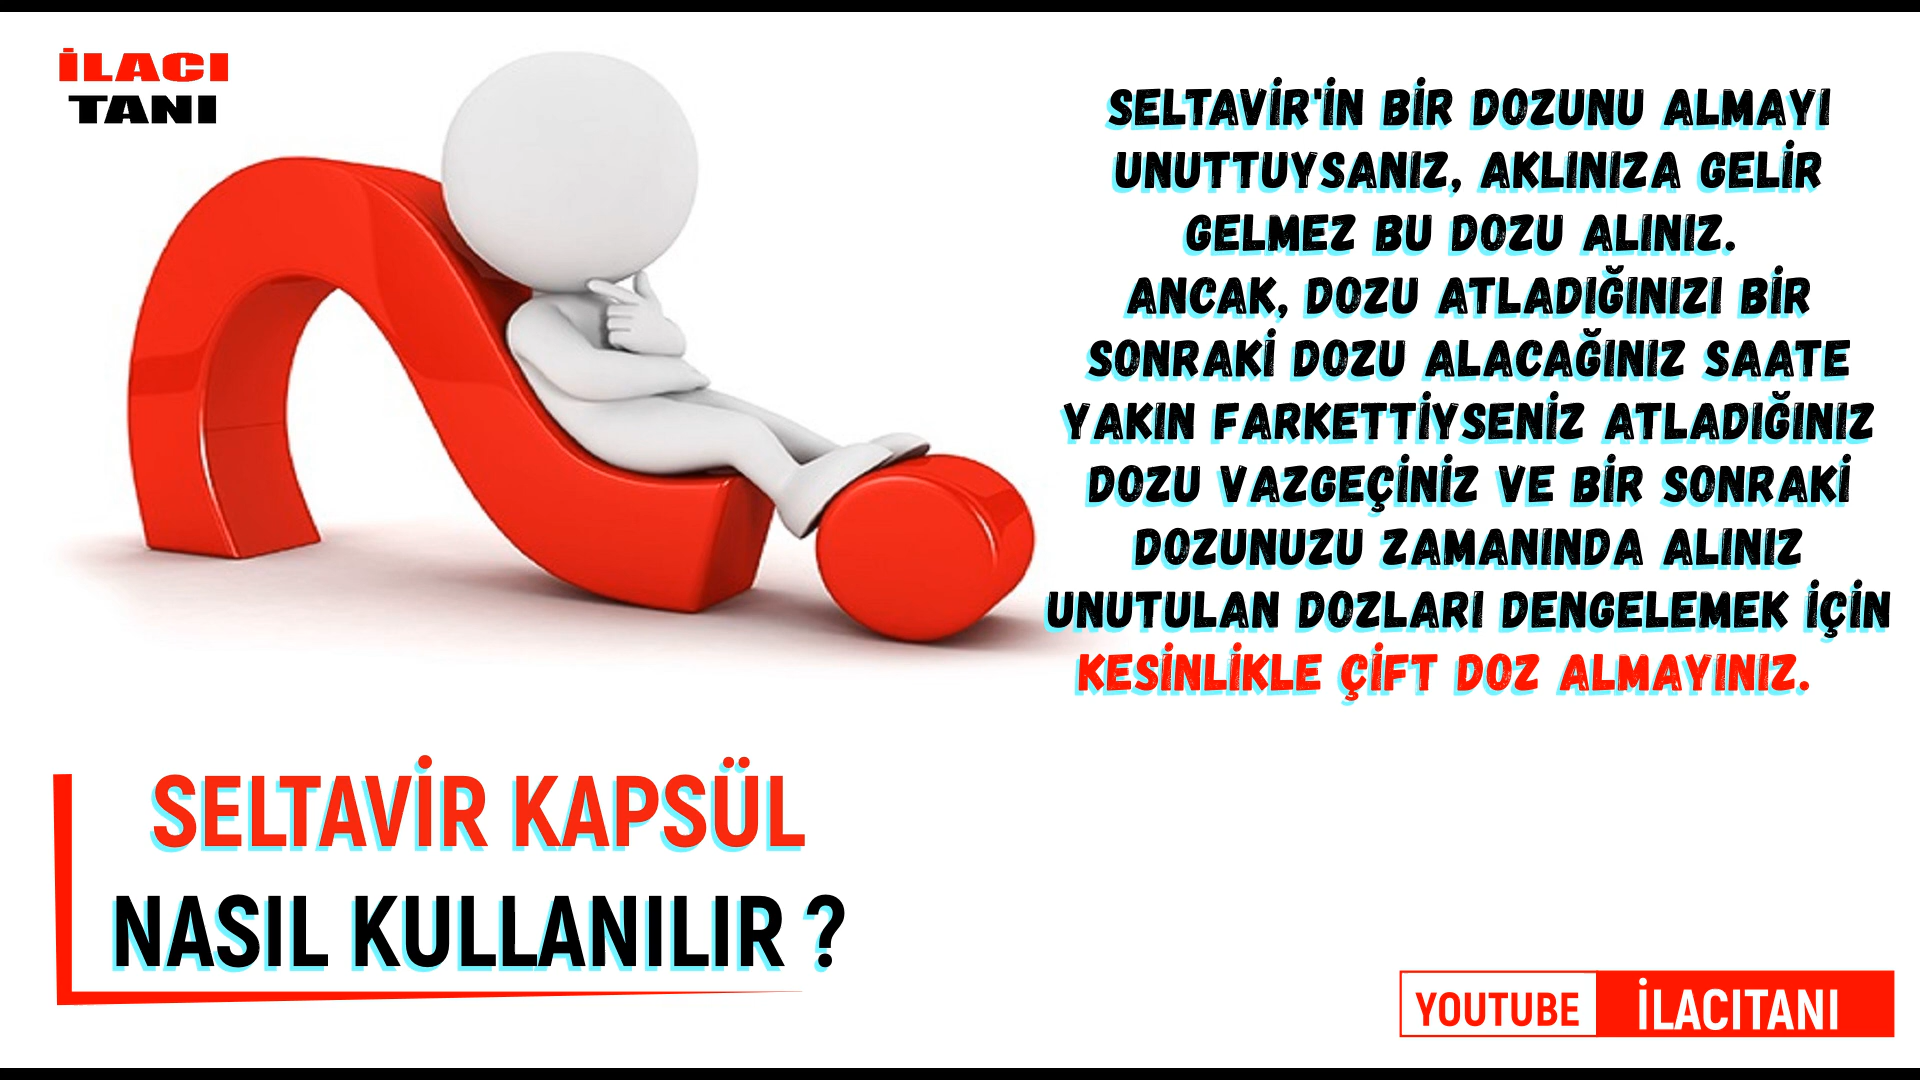 İLACI
TANI
SELTAVİR'İN BİR DOZUNU ALMAYI
UNUTTUYSANIZ, AKLINIZA GELİR
GELMEZ BU DOZU ALINIZ.
ANCAK, DOZU ATLADIĞINIZI BİR
SONRAKİ DOZU ALACAĞINIZ SAATE
YAKIN FARKETTİYSENİZ ATLADIĞINIZ
DOZU VAZGEÇİNİZ VE BİR SONRAKİ
DOZUNUZU ZAMANINDA ALINIZ
UNUTULAN DOZLARI DENGELEMEK İÇİN
KESİNLİKLE ÇİFT DOZ ALMAYINIZ.
SELTAVİR KAPSÜL
NASIL KULLANILIR ?
YOUTUBE İLACITANI